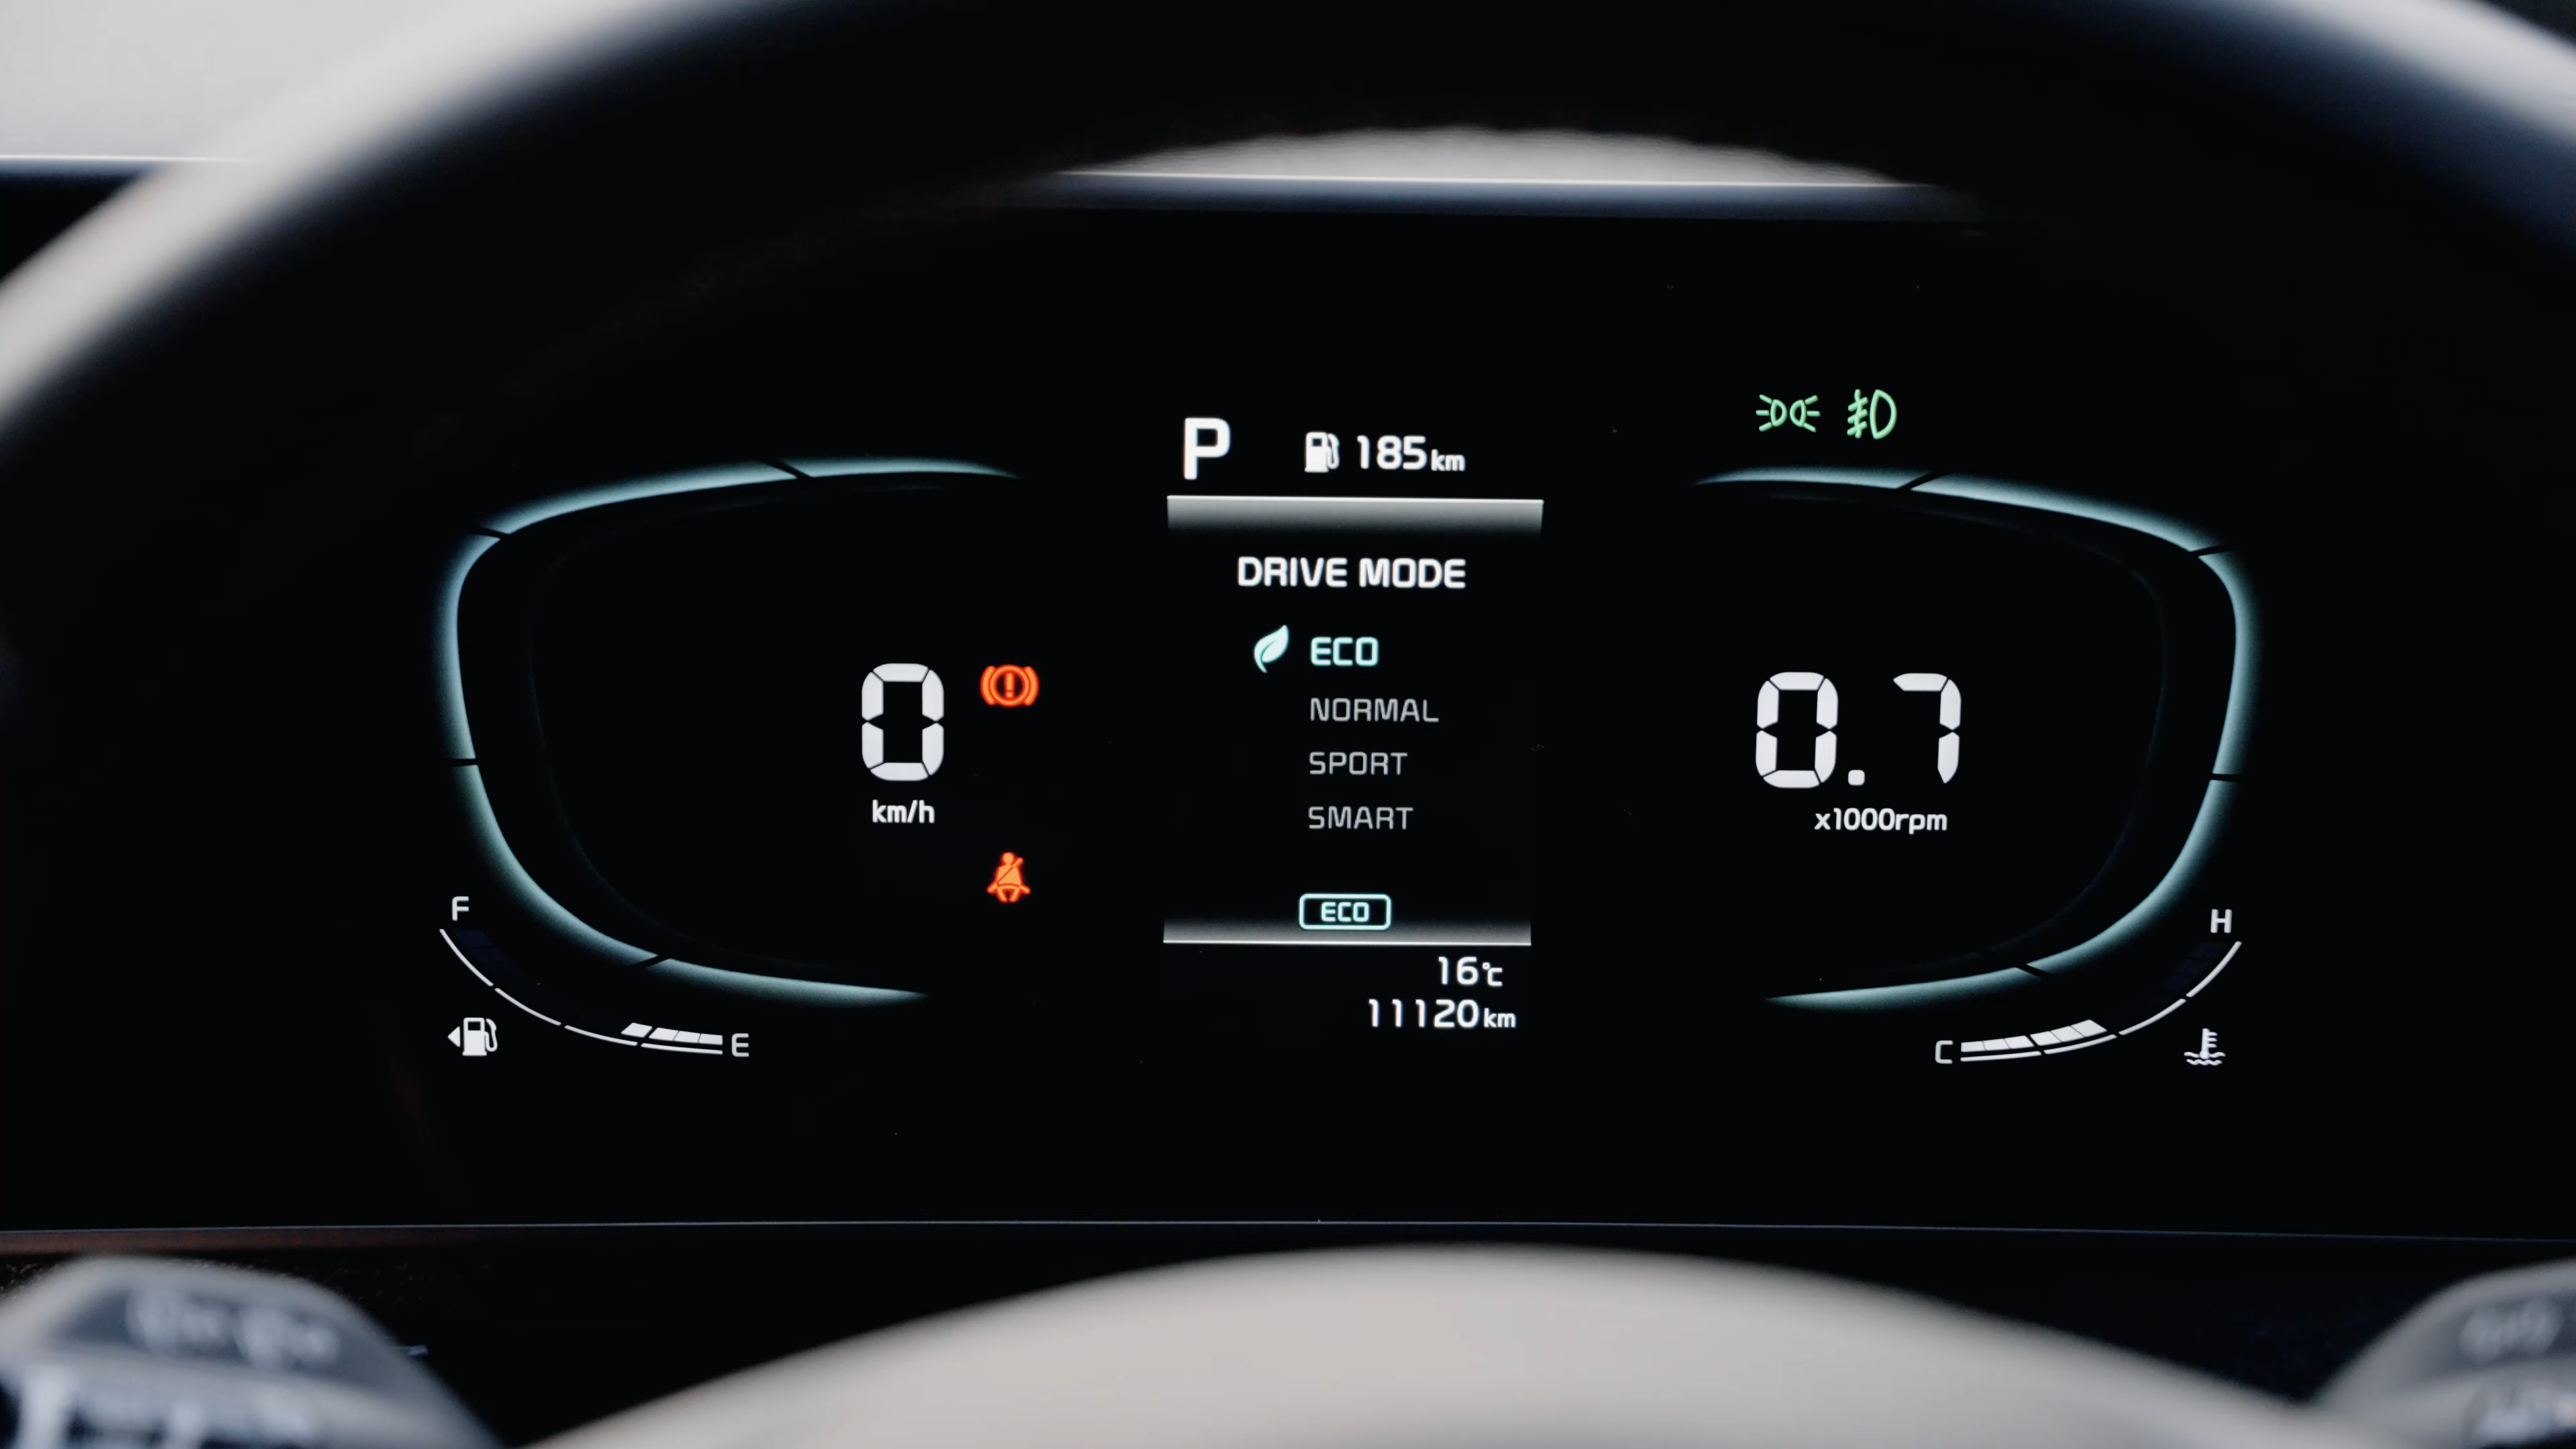 P 185km
DRIVE MODE
ECO
NORMAL
SPORT
SMART
ECO
16℃
11120km
0
km/h
0.7
x1000rpm
F
E
H
C